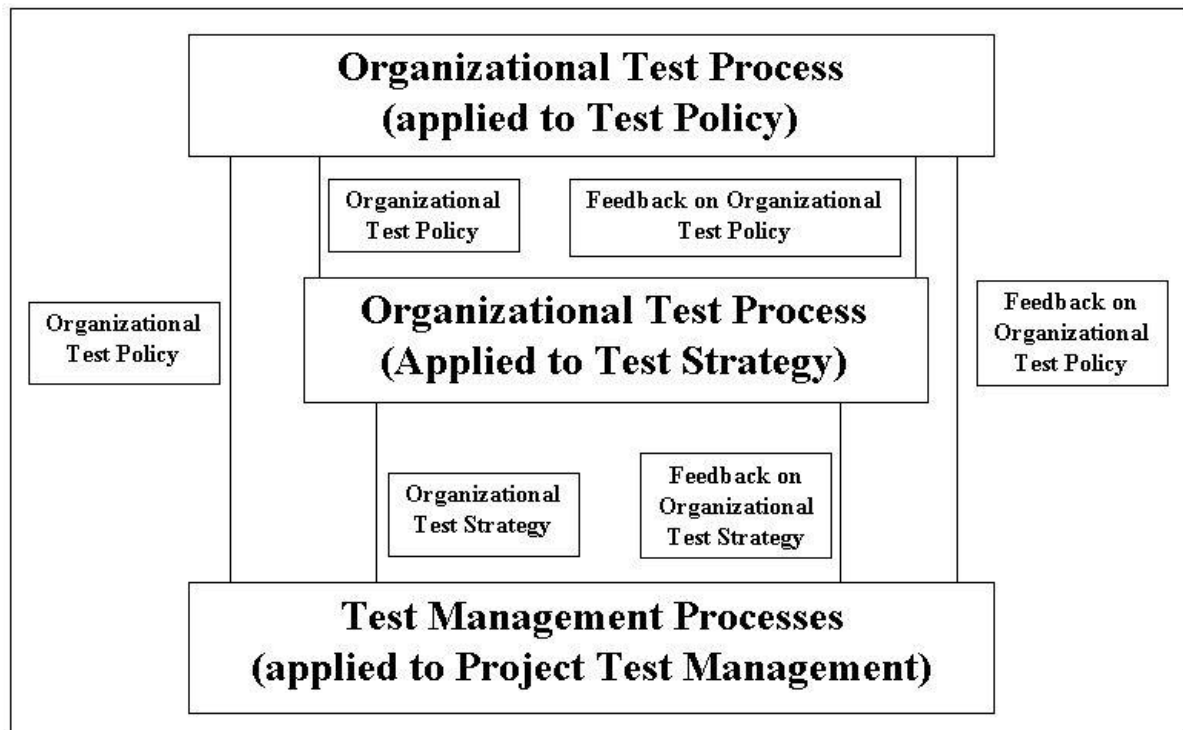 Organizational Test Process
(applied to Test Policy)
Organizational
Test Policy
Feedback on Organizational
Test Policy
Organizational Test Process
(Applied to Test Strategy)
Organizational
Test Policy
Feedback on
Organizational
Test Policy
Organizational
Test Strategy
Feedback on
Organizational
Test Strategy
Test Management Processes
(applied to Project Test Management)